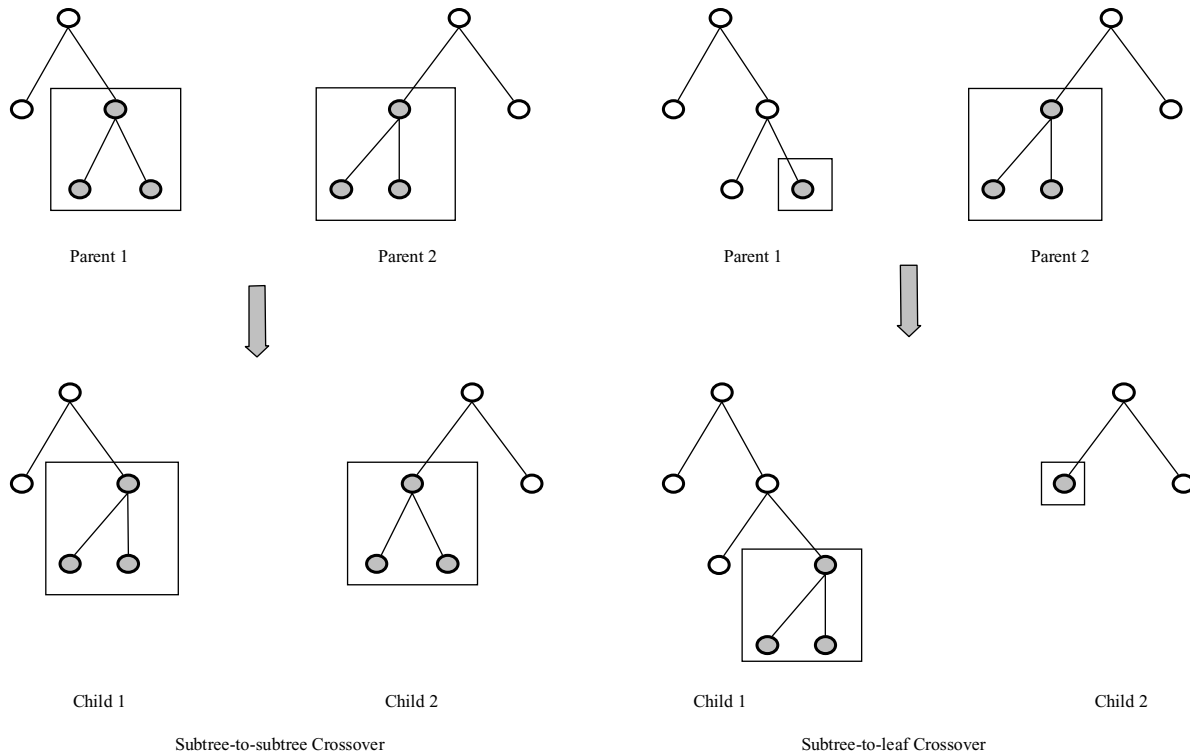 Parent 1
Parent 2
Parent 1
Parent 2
Child 1
Child 2
Child 1
Child 2
Subtree-to-subtree Crossover
Subtree-to-leaf Crossover